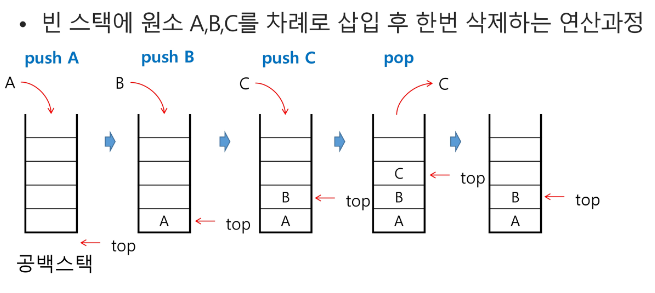 • 빈 스택에 원소 A,B,C를 차례로 삽입 후 한번 삭제하는 연산과정
push A push B push C pop
A B C C
C top
B top B B top
A top A A A
top
공백스택